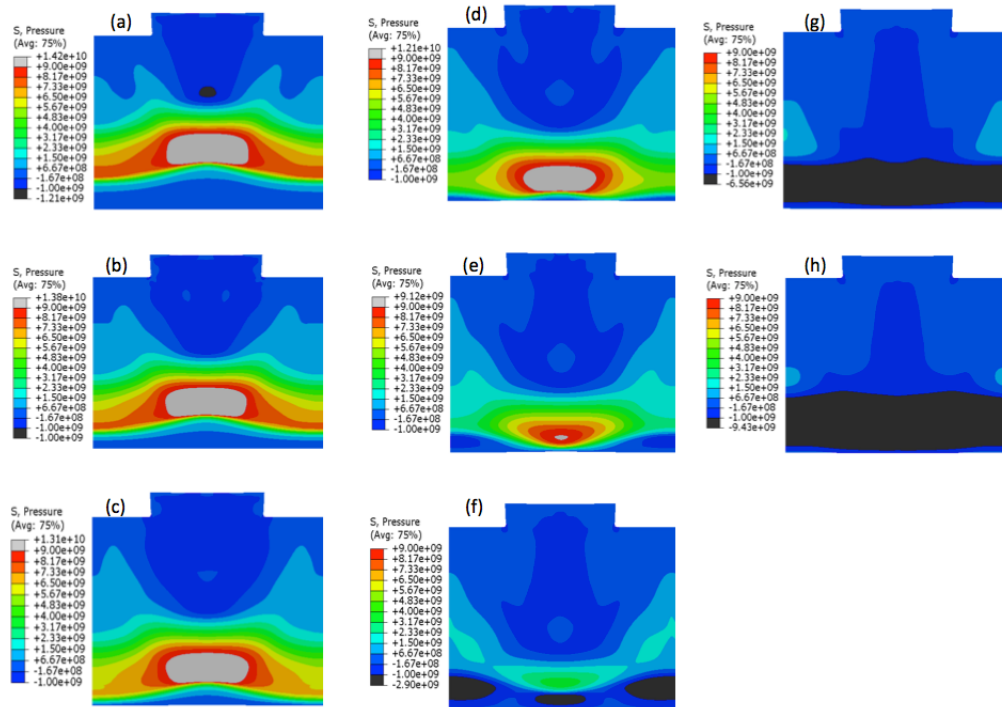 (a)
S, Pressure
(Avg: 75%)
+1.42e+10
+9.00e+09
+8.17e+09
+7.33e+09
+6.50e+09
+5.67e+09
+4.83e+09
+4.00e+09
+3.17e+09
+2.33e+09
+1.50e+09
+6.67e+08
-1.67e+08
-1.00e+09
-1.21e+09
(b)
S, Pressure
(Avg: 75%)
+1.38e+10
+9.00e+09
+8.17e+09
+7.33e+09
+6.50e+09
+5.67e+09
+4.83e+09
+4.00e+09
+3.17e+09
+2.33e+09
+1.50e+09
+6.67e+08
-1.67e+08
-1.00e+09
-1.00e+09
(c)
S, Pressure
(Avg: 75%)
+1.31e+10
+9.00e+09
+8.17e+09
+7.33e+09
+6.50e+09
+5.67e+09
+4.83e+09
+4.00e+09
+3.17e+09
+2.33e+09
+1.50e+09
+6.67e+08
-1.67e+08
-1.00e+09
(d)
S, Pressure
(Avg: 75%)
+1.21e+10
+9.00e+09
+8.17e+09
+7.33e+09
+6.50e+09
+5.67e+09
+4.83e+09
+4.00e+09
+3.17e+09
+2.33e+09
+1.50e+09
+6.67e+08
-1.67e+08
-1.00e+09
(e)
S, Pressure
(Avg: 75%)
+9.12e+09
+9.00e+09
+8.17e+09
+7.33e+09
+6.50e+09
+5.67e+09
+4.83e+09
+4.00e+09
+3.17e+09
+2.33e+09
+1.50e+09
+6.67e+08
-1.67e+08
-1.00e+09
(f)
S, Pressure
(Avg: 75%)
+9.00e+09
+8.17e+09
+7.33e+09
+6.50e+09
+5.67e+09
+4.83e+09
+4.00e+09
+3.17e+09
+2.33e+09
+1.50e+09
+6.67e+08
-1.67e+08
-1.00e+09
-2.90e+09
(g)
S, Pressure
(Avg: 75%)
+9.00e+09
+8.17e+09
+7.33e+09
+6.50e+09
+5.67e+09
+4.83e+09
+4.00e+09
+3.17e+09
+2.33e+09
+1.50e+09
+6.67e+08
-1.67e+08
-1.00e+09
-6.56e+09
(h)
S, Pressure
(Avg: 75%)
+9.00e+09
+8.17e+09
+7.33e+09
+6.50e+09
+5.67e+09
+4.83e+09
+4.00e+09
+3.17e+09
+2.33e+09
+1.50e+09
+6.67e+08
-1.67e+08
-1.00e+09
-9.43e+09